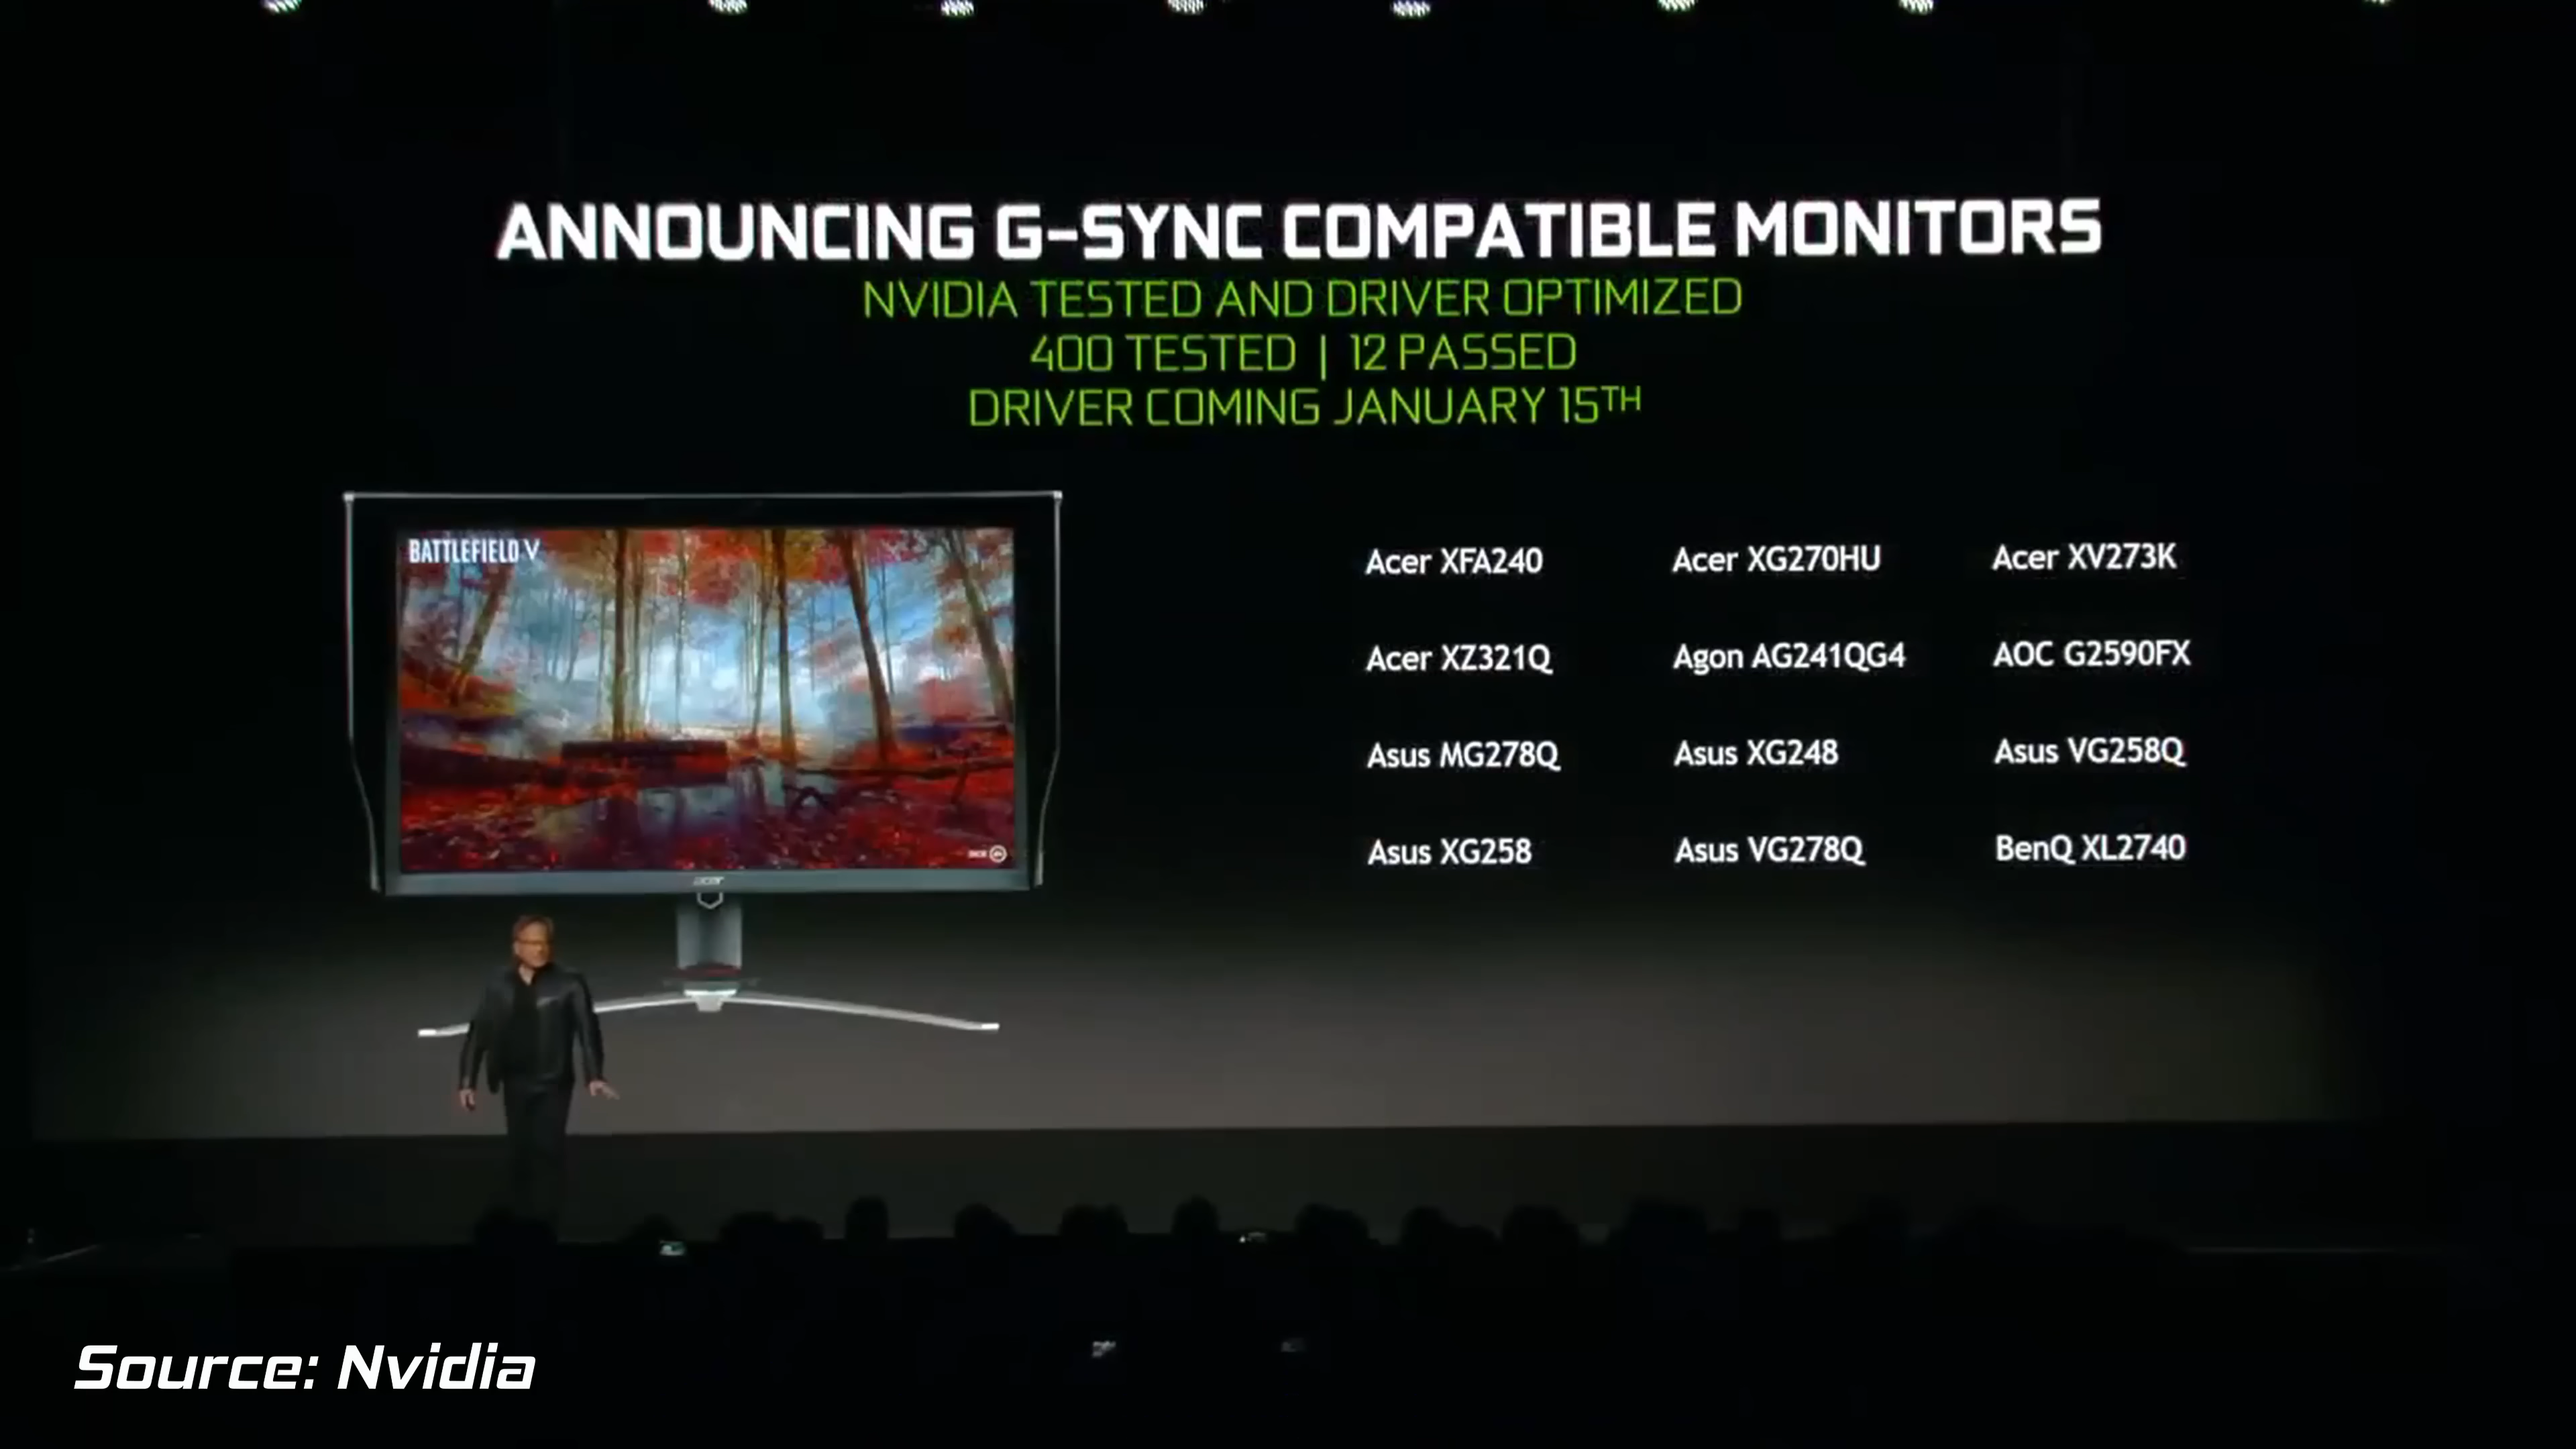 ANNOUNCING G-SYNC COMPATIBLE MONITORS
NVIDIA TESTED AND DRIVER OPTIMIZED
400 TESTED | 12 PASSED
DRIVER COMING JANUARY 15TH
BATTLEFIELD V
acer
Acer XFA240 Acer XG270HU Acer XV273K
Acer XZ321Q Agon AG241QG4 AOC G2590FX
Asus MG278Q Asus XG248 Asus VG258Q
Asus XG258 Asus VG278Q BenQ XL2740
Source: Nvidia